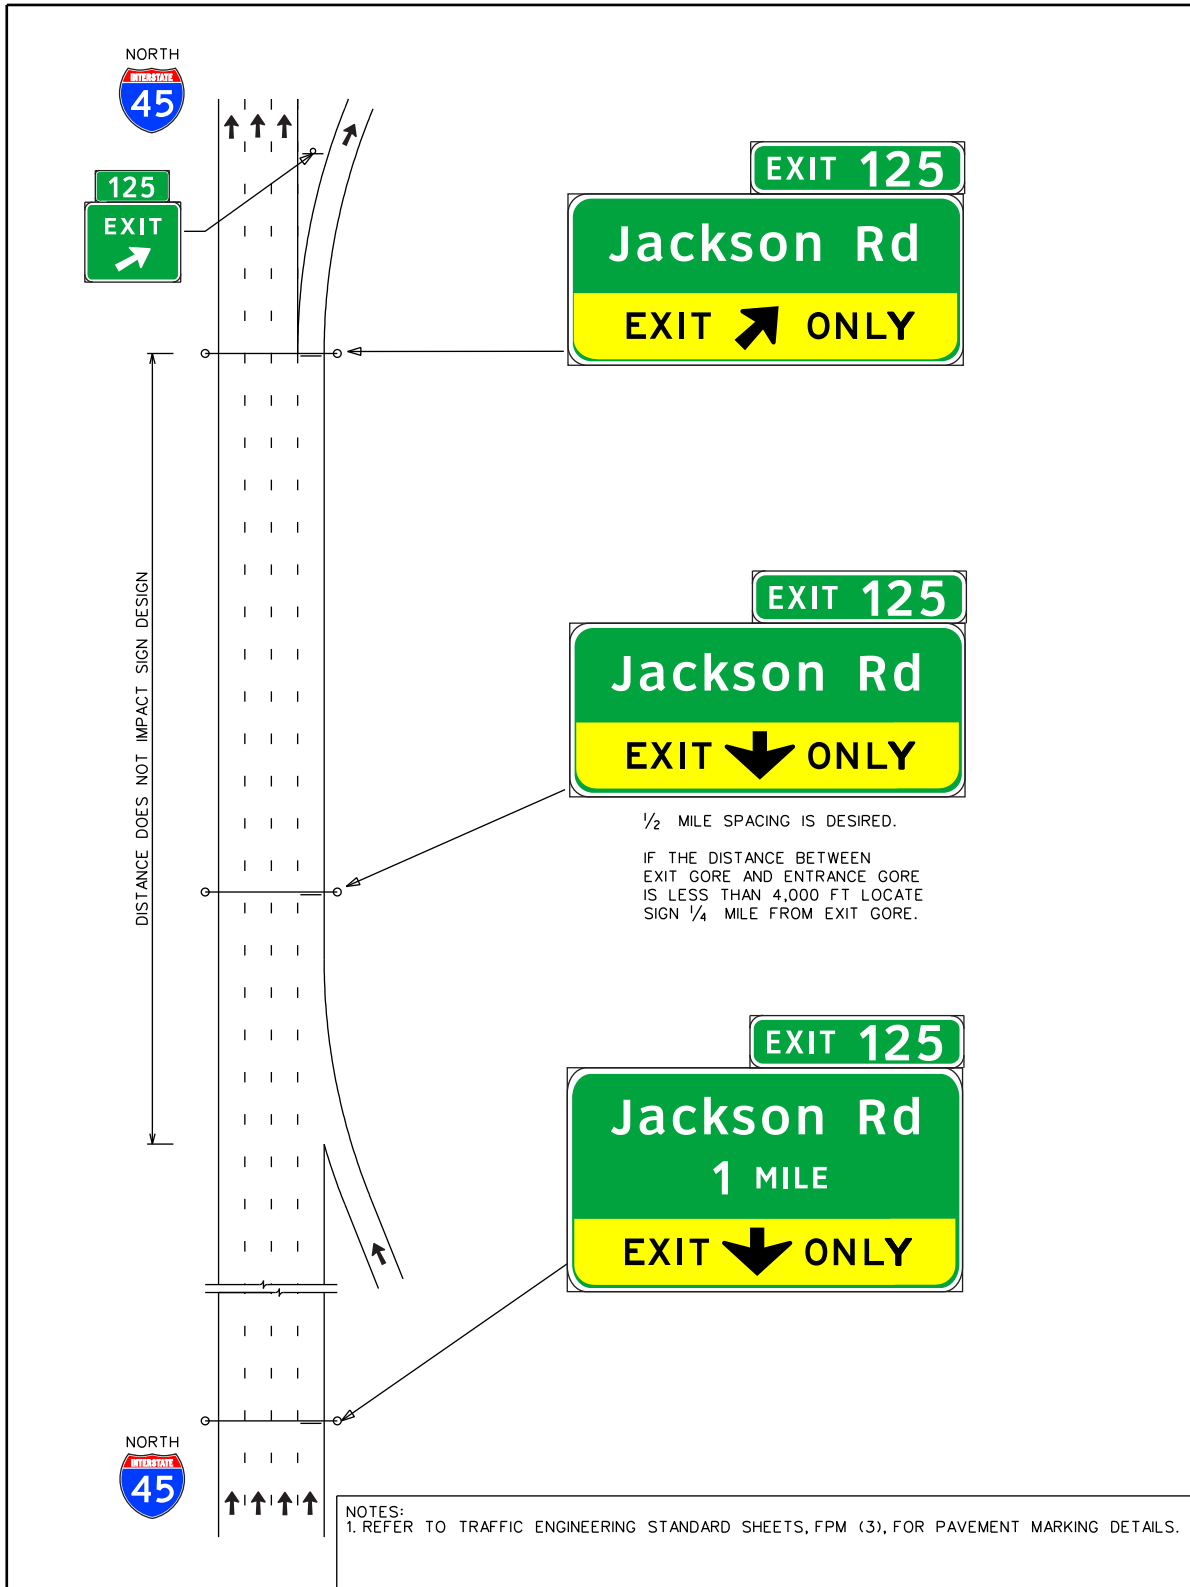 NORTH
INTERSTATE
45
125
EXIT
EXIT 125
Jackson Rd
EXIT ONLY
DISTANCE DOES NOT IMPACT SIGN DESIGN
EXIT 125
Jackson Rd
EXIT ONLY
1/2 MILE SPACING IS DESIRED.
IF THE DISTANCE BETWEEN
EXIT GORE AND ENTRANCE GORE
IS LESS THAN 4,000 FT LOCATE
SIGN 1/4 MILE FROM EXIT GORE.
EXIT 125
Jackson Rd
1 MILE
EXIT ONLY
NORTH
INTERSTATE
45
NOTES:
1. REFER TO TRAFFIC ENGINEERING STANDARD SHEETS, FPM (3), FOR PAVEMENT MARKING DETAILS.